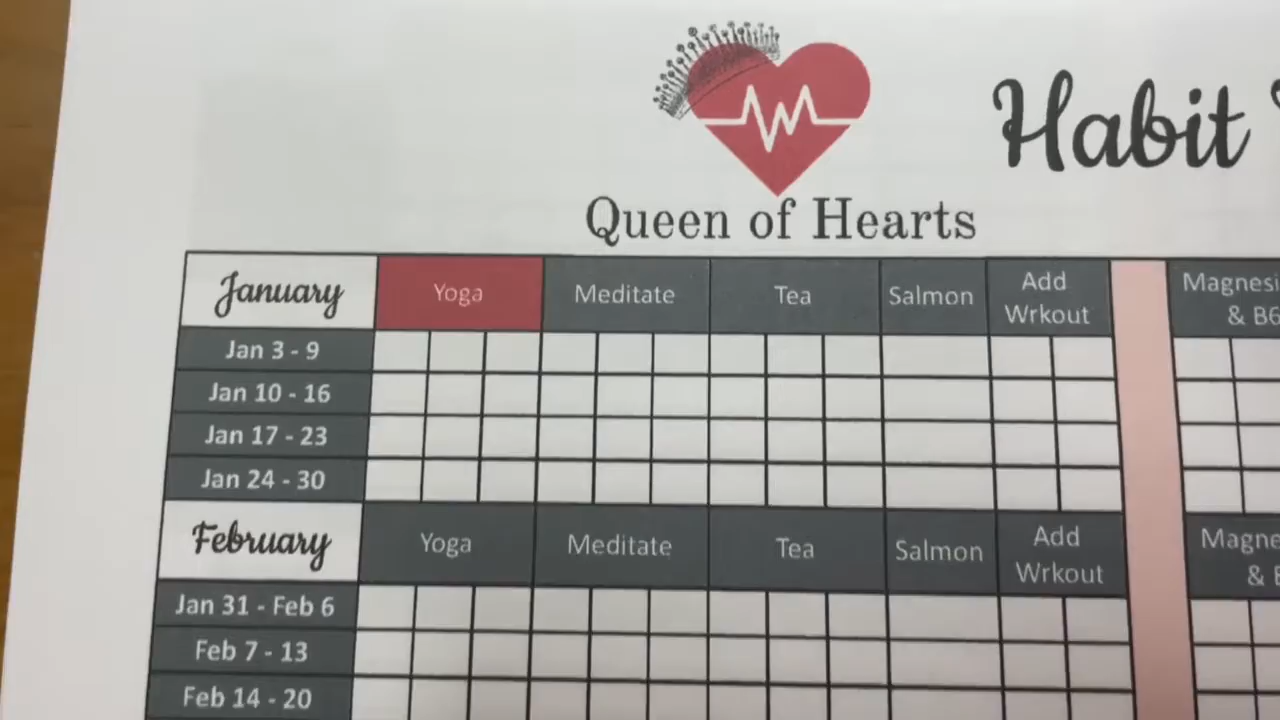 Habit
Queen of Hearts
January Yoga Meditate Tea Salmon Add Wrkout
Jan 3 - 9
Jan 10 - 16
Jan 17 - 23
Jan 24 - 30
February Yoga Meditate Tea Salmon Add Wrkout
Jan 31 - Feb 6
Feb 7 - 13
Feb 14 - 20